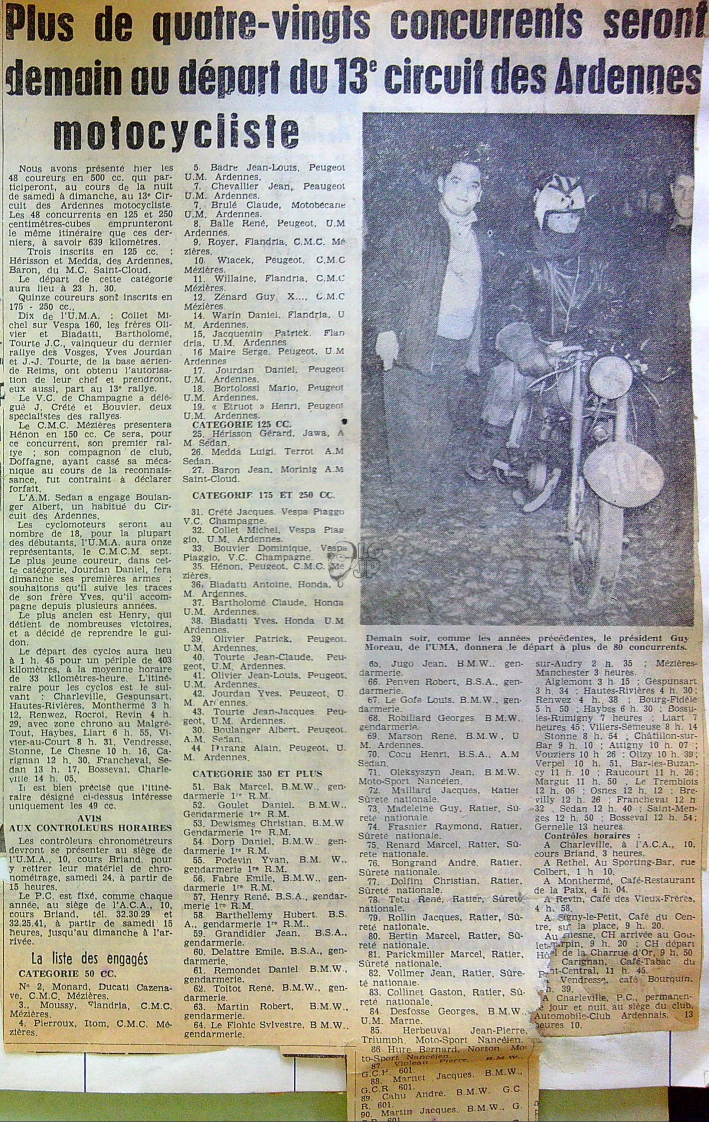 Plus de quatre-vingts concurrents seront
demain au départ du 13e circuit des Ardennes
motocycliste
Nous avons présenté hier les
48 coureurs en 500 cc. qui par-
ticiperont, au cours de la nuit
de samedi à dimanche, au 13e Cir-
cuit des Ardennes motocycliste.
Les 48 concurrents en 125 et 250
centimètres-cubes emprunteront
le même itinéraire que ces der-
niers, à savoir 639 kilomètres.
Trois inscrits en 125 cc. :
Hérisson et Medda, des Ardennes,
Baron, du M.C. Saint-Cloud.
Le départ de cette catégorie
aura lieu à 23 h. 30.
Quinze coureurs sont inscrits en
175 - 250 cc.,
Dix de l'U.M.A. : Collet Mi-
chel sur Vespa 160, les frères Oli-
vier et Biadatti, Bartholomé,
Tourte J.C., vainqueur du dernier
rallye des Vosges, Yves Jourdan
et J.-J. Tourte, de la base aérien-
de Reims, ont obtenu l'autorisa-
tion de leur chef et prendront,
eux aussi, part au 13e rallye.
Le V.C. de Champagne a délé-
gué J. Crété et Bouvier, deux
spécialistes des rallyes.
Le C.M.C. Mézières présentera
Hénon en 150 cc. Ce sera, pour
ce concurrent, son premier ral-
lye ; son compagnon de club,
Doffagne, ayant cassé sa méca-
nique au cours de la reconnais-
sance, fut contraint à déclarer
forfait.
L'A.M. Sedan a engagé Boulan-
ger Albert, un habitué du Cir-
cuit des Ardennes.
Les cyclomoteurs seront au
nombre de 18, pour la plupart
des débutants, l'U.M.A. aura onze
représentants, le C.M.C.M. sept.
Le plus jeune coureur, dans cet-
te catégorie, Jourdan Daniel, fera
dimanche ses premières armes ;
souhaitons qu'il suive les traces
de son frère Yves, qu'il accom-
pagne depuis plusieurs années.
Le plus ancien est Henry, qui
détient de nombreuses victoires,
et a décidé de reprendre le gui-
don.
Le départ des cyclos aura lieu
à 1 h. 45 pour un périple de 403
kilomètres, à la moyenne horaire
de 33 kilomètres-heure. L'itiné-
raire pour les cyclos est le sui-
vant : Charleville, Gespunsart,
Hautes-Rivières, Monthermé 3 h.
12, Renwez, Rocroi, Revin 4 h.
29, avec zone chrono au Malgré-
Tout, Haybes, Liart 6 h. 55, Vi-
vier-au-Court 8 h. 31, Vendresse,
Stonne, Le Chesne 10 h. 16, Ca-
rignan 12 h. 30, Francheval, Se-
dan 13 h. 17, Bosseval, Charle-
ville 14 h. 05.
Il est bien précisé que l'itiné-
raire désigné ci-dessus intéresse
uniquement les 49 cc.
AVIS
AUX CONTROLEURS HORAIRES
Les contrôleurs chronométreurs
devront se présenter au siège de
l'U.M.A., 10, cours Briand, pour
y retirer leur matériel de chro-
nométrage, samedi 24, à partir de
15 heures.
Le P.C. est fixé, comme chaque
année, au siège de l'A.C.A., 10,
cours Briand, tél. 32.30.29 et
33.25.41, à partir de samedi 15
heures, jusqu'au dimanche à l'ar-
rivée.
La liste des engagés
CATEGORIE 50 CC.
No 2, Monard, Ducati Cazena-
ve, C.M.C. Mézières.
3., Moussy, Flandria, C.M.C.
Mézières.
4, Pierroux, Itom, C.M.C. Mé-
zières.
5. Badre Jean-Louis, Peugeot
U.M. Ardennes.
7. Chevallier Jean, Peaugeot
U.M. Ardennes.
7. Brulé Claude, Motobécane
U.M. Ardennes.
8. Balle René, Peugeot, U.M
Ardennes.
9. Royer, Flandria, C.M.C. Mé
zières.
10. Wiacek, Peugeot, C.M.C
Mézières.
11. Willaine, Flandria, C.M.C
Mézières.
12. Zénard Guy, X..., C.M.C
Mézières.
14. Warin Daniel, Flandria, U
M. Ardennes.
15. Jacquemin Patrick, Flan
dria, U.M. Ardennes
16 Maire Serge, Peugeot, U.M
Ardennes
17. Jourdan Daniel, Peugeot
U.M. Ardennes.
18. Bortolossi Mario, Peugeot
U.M. Ardennes.
19. « Etruot » Henri, Peugeot
U.M. Ardennes.
CATEGORIE 125 CC.
25. Hérisson Gérard, Jawa, A
M Sedan.
26. Medda Luigi, Terrot A.M
Sedan.
27. Baron Jean, Morinig A.M
Saint-Cloud.
CATEGORIE 175 ET 250 CC.
31. Crété Jacques, Vespa Piaggo
V.C. Champagne.
32. Collet Michel, Vespa Piag
gio, U.M. Ardennes.
33. Bouvier Dominique, Vespa
Piaggio, V.C. Champagne.
35. Hénon, Peugeot, C.M.C. Mé
zières.
36. Biadatti Antoine, Honda, U
M. Ardennes.
37. Bartholomé Claude, Honda
U.M. Ardennes.
38. Biadatti Yves, Honda U.M
Ardennes.
39. Olivier Patrick, Peugeot,
U.M. Ardennes.
40. Tourte Jean-Claude, Peu-
geot, U.M. Ardennes.
41. Olivier Jean-Louis, Peugeot,
U.M. Ardennes.
42. Jourdan Yves, Peugeot, U.
M. Ardennes.
43. Tourte Jean-Jacques, Peu-
geot, U.M. Ardennes.
30. Boulanger Albert, Peugeot,
A.M. Sedan.
44 Durang Alain, Peugeot, U.
M. Ardennes.
CATEGORIE 350 ET PLUS
51. Bak Marcel, B.M.W., gen-
darmerie 1re R.M.
52. Goulet Daniel, B.M.W.,
Gendarmerie 1re R.M.
53. Dewismes Christian, B.M.W
Gendarmerie 1re R.M.
54. Dorp Daniel, B.M.W., gen-
darmerie 1re R.M.
55. Podevin Yvan, B.M. W.,
gendarmerie 1re R.M.
56. Fabre Emile, B.M.W., gen-
darmerie 1re R.M.
57. Henry René, B.S.A., gendar-
merie 1re R.M.
58. Barthellemy Hubert, B.S.
A., gendarmerie 1re R.M.
59. Grandidier Jean, B.S.A.,
gendarmerie.
60. Delattre Emile, B.S.A., gen-
darmerie.
61. Remondet Daniel B.M.W.,
gendarmerie.
62. Toitot René, B.M.W., gen-
darmerie.
63. Martin Robert, B.M.W.,
gendarmerie.
64. Le Flohic Sylvestre, B.M.W.,
gendarmerie.
Demain soir, comme les années précédentes, le président Guy
Moreau, de l'UMA, donnera le départ à plus de 80 concurrents.
65. Jugo Jean, B.M.W., gen-
darmerie.
66. Penven Robert, B.S.A., gen-
darmerie.
67. Le Gofe Louis, B.M.W., gen-
darmerie.
68. Robillard Georges B.M.W.
gendarmerie.
69. Marson René, B.M.W., U
M. Ardennes.
70. Cocu Henri, B.S.A., A.M
Sedan.
71. Oleksyszyn Jean, B.M.W.
Moto-Sport Nancéien.
72. Maillard Jacques, Ratier
Sûreté nationale.
73, Madeleine Guy, Ratier, Sû-
reté nationale.
74. Frasnier Raymond, Ratier,
Sûreté nationale.
75. Renard Marcel, Ratier, Sû-
reté nationale.
76. Bongrand André, Ratier,
Sûreté nationale.
77. Dolfin Christian, Ratier,
Sûreté nationale.
78. Tetu René, Ratier, Sûreté
nationale.
79. Rollin Jacques, Ratier, Sû-
reté nationale.
80. Bertin Marcel, Ratier, Sû-
reté nationale.
81. Parickmiller Marcel, Ratier,
Sûreté nationale.
82. Vollmer Jean, Ratier, Sûre-
té nationale.
83. Collinet Gaston, Ratier, Sû-
reté nationale.
84. Desfosse Georges, B.M.W.,
U.M. Marne.
85. Herbeuval Jean-Pierre,
Triumph Moto-Sport Nancéien.
86 Hure Bernard, Norton Mo-
to-Sport Nancéien.
87. Pierre, B.M.W.,
G.C.R. 601.
88. Marnet Jacques, B.M.W.,
G.C.R 601.
89. Cahu André, B.M.W. G.C.
R. 601.
90. Martin Jacques, B.M.W., G.
C.R. 601.
sur-Audry 2 h. 35 ; Mézières-
Manchester 3 heures.
Aiglemont 3 h 15 ; Gespunsart
3 h. 34 ; Hautes-Rivières 4 h. 30 ;
Renwez 4 h. 38 ; Bourg-Fidèle
5 h. 50 ; Haybes 6 h. 30 ; Bossu-
lès-Rumigny 7 heures ; Liart 7
heures 45 ; Villers-Semeuse 8 h 14
; Stonne 8 h. 54 ; Châtillon-sur-
Bar 9 h. 10 ; Attigny 10 h. 07 ;
Vouziers 10 h 26 ; Olizy 10 h. 39;
Verpel 10 h. 51, Bar-les-Buzan-
cy 11 h. 10 ; Raucourt 11 h. 26;
Margut 11 h. 50 , Le Tremblois
12 h. 06 ; Osnes 12 h. 12 ; Bre-
villy 12 h. 26 ; Francheval 12 h
32 , Sedan 12 h. 40 ; Saint-Men-
ges 12 h. 50 ; Bosseval 12 h. 54;
Gernelle 13 heures.
Contrôles horaires :
A Charleville, à l'A.C.A., 10,
cours Briand, 3 heures.
A Rethel, Au Sporting-Bar, rue
Colbert, 1 h. 10.
A Monthermé, Café-Restaurant
de la Paix, 4 h. 04.
A Revin, Café des Vieux-Frères,
4 h. 58.
A Signy-le-Petit, Café du Cen-
tre, sur la place, 9 h. 20.
Au Chesne, CH arrivée au Gou-
let-Turpin, 9 h. 20 ; CH départ
Hô de la Charrue d'Or, 9 h. 50
Carignan, Café-Tabac du
Pont-Central, 11 h. 45.
Vendresse, café Bourquin,
h. 39.
A Charleville, P.C., permanen-
ce jour et nuit au siège du club,
Automobile-Club Ardennais, 13
heures 10.